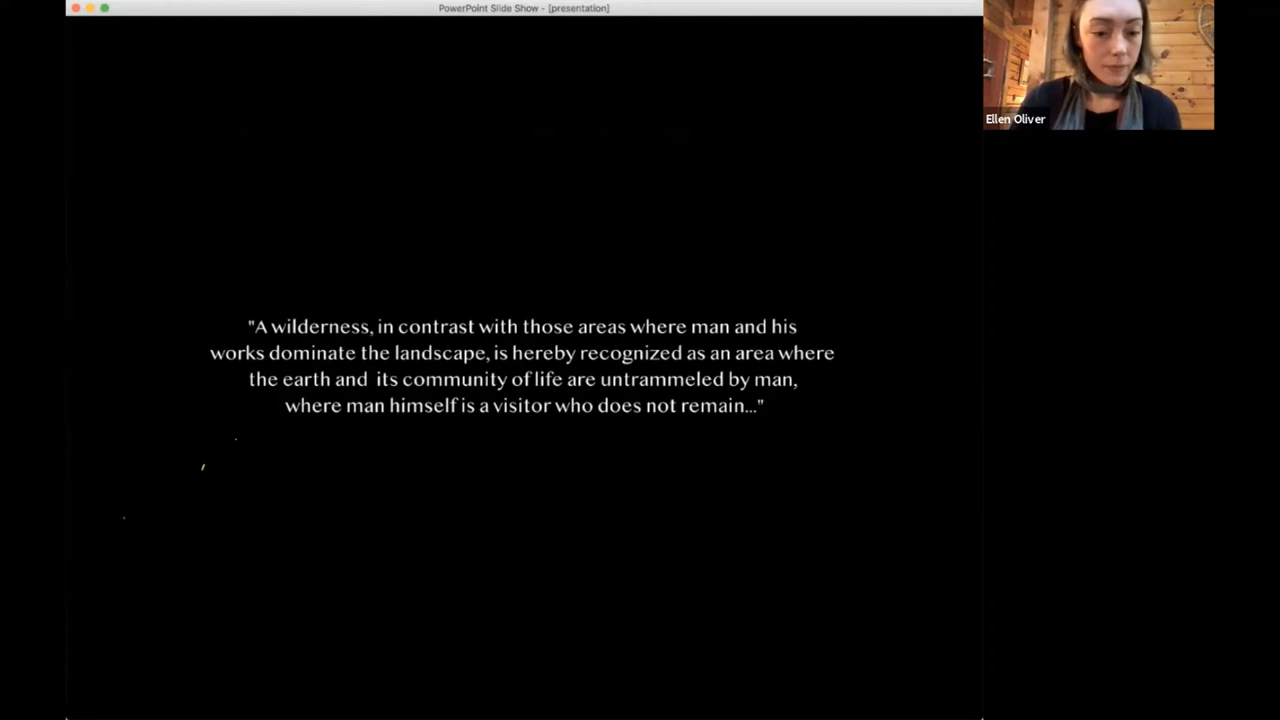 PowerPoint Slide Show - [presentation]
Ellen Oliver
"A wilderness, in contrast with those areas where man and his
works dominate the landscape, is hereby recognized as an area where
the earth and its community of life are untrammeled by man,
where man himself is a visitor who does not remain..."